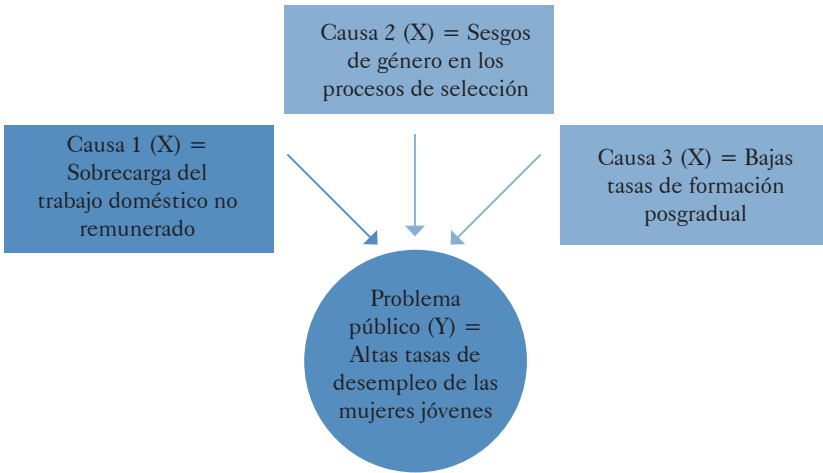 Causa 1 (X) =
Sobrecarga del
trabajo doméstico no
remunerado
Causa 2 (X) = Sesgos
de género en los
procesos de selección
Causa 3 (X) = Bajas
tasas de formación
posgradual
Problema
público (Y) =
Altas tasas de
desempleo de las
mujeres jóvenes